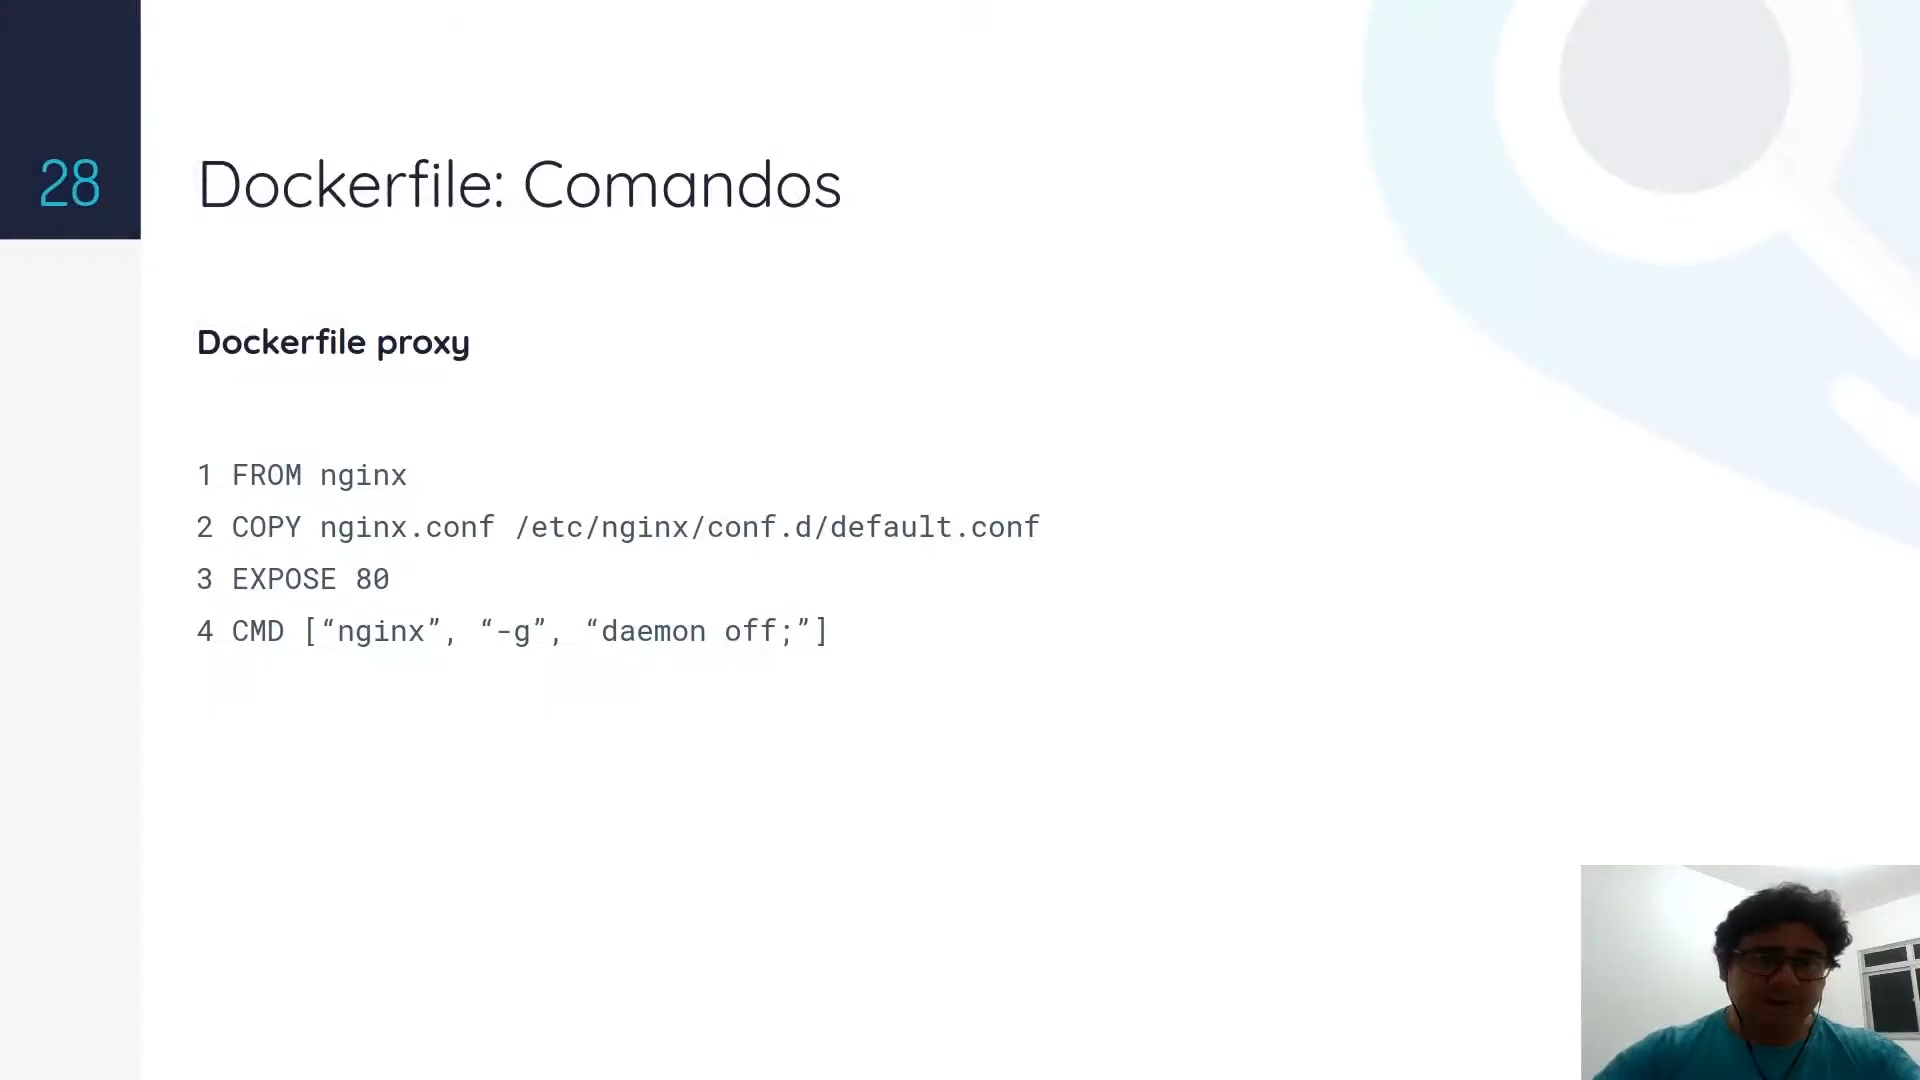 28
Dockerfile: Comandos
Dockerfile proxy
1 FROM nginx
2 COPY nginx.conf /etc/nginx/conf.d/default.conf
3 EXPOSE 80
4 CMD [“nginx”, “-g”, “daemon off;”]